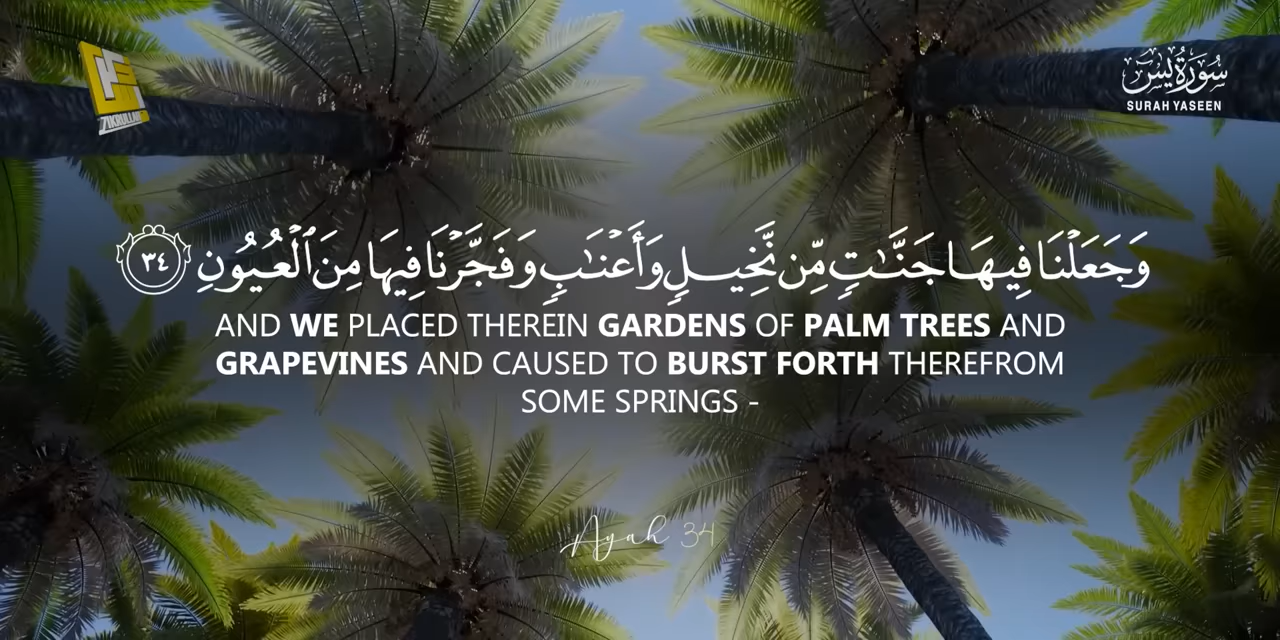 ZIKRULLAH
سُورَةُ يس
SURAH YASEEN
وَجَعَلْنَا فِيهَا جَنَّـٰتٍ مِّن نَّخِيلٍ وَأَعْنَـٰبٍ وَفَجَّرْنَا فِيهَا مِنَ ٱلْعُيُونِ ٣٤
AND WE PLACED THEREIN GARDENS OF PALM TREES AND
GRAPEVINES AND CAUSED TO BURST FORTH THEREFROM
SOME SPRINGS -
Ayah 34